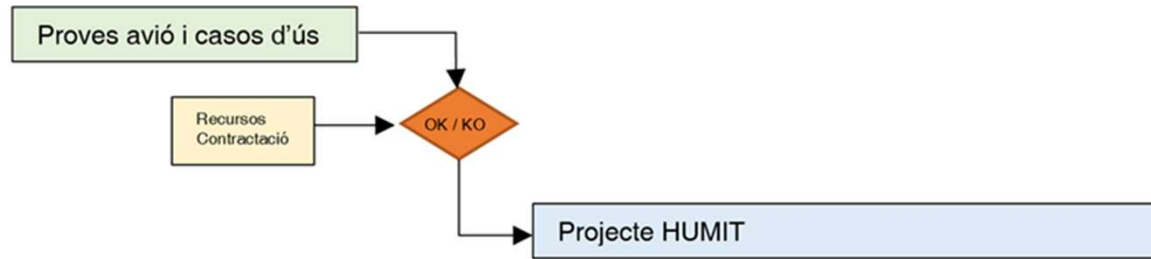 Proves avió i casos d’ús
Recursos
Contractació
OK / KO
Projecte HUMIT